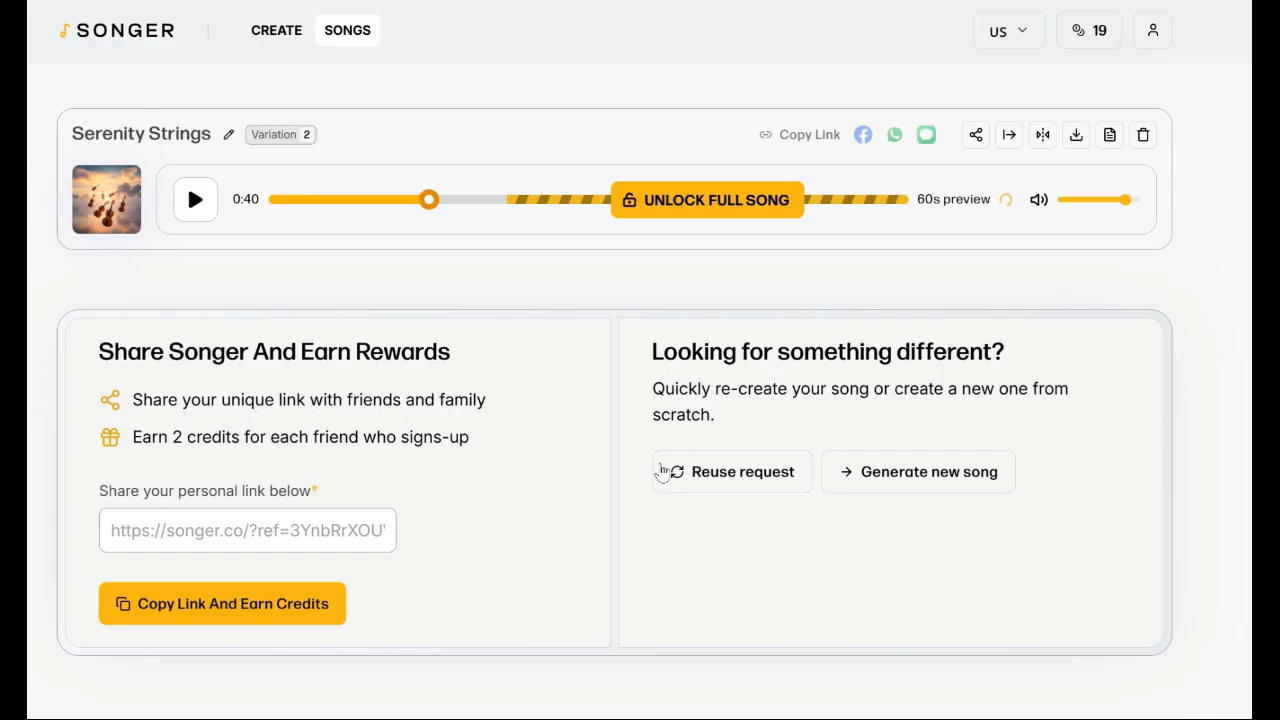 SONGER CREATE SONGS US 19
Serenity Strings Variation 2 Copy Link
0:40 UNLOCK FULL SONG 60s preview
Share Songer And Earn Rewards
Share your unique link with friends and family
Earn 2 credits for each friend who signs-up
Share your personal link below*
https://songer.co/?ref=3YnbRrXOU
Copy Link And Earn Credits
Looking for something different?
Quickly re-create your song or create a new one from
scratch.
Reuse request Generate new song